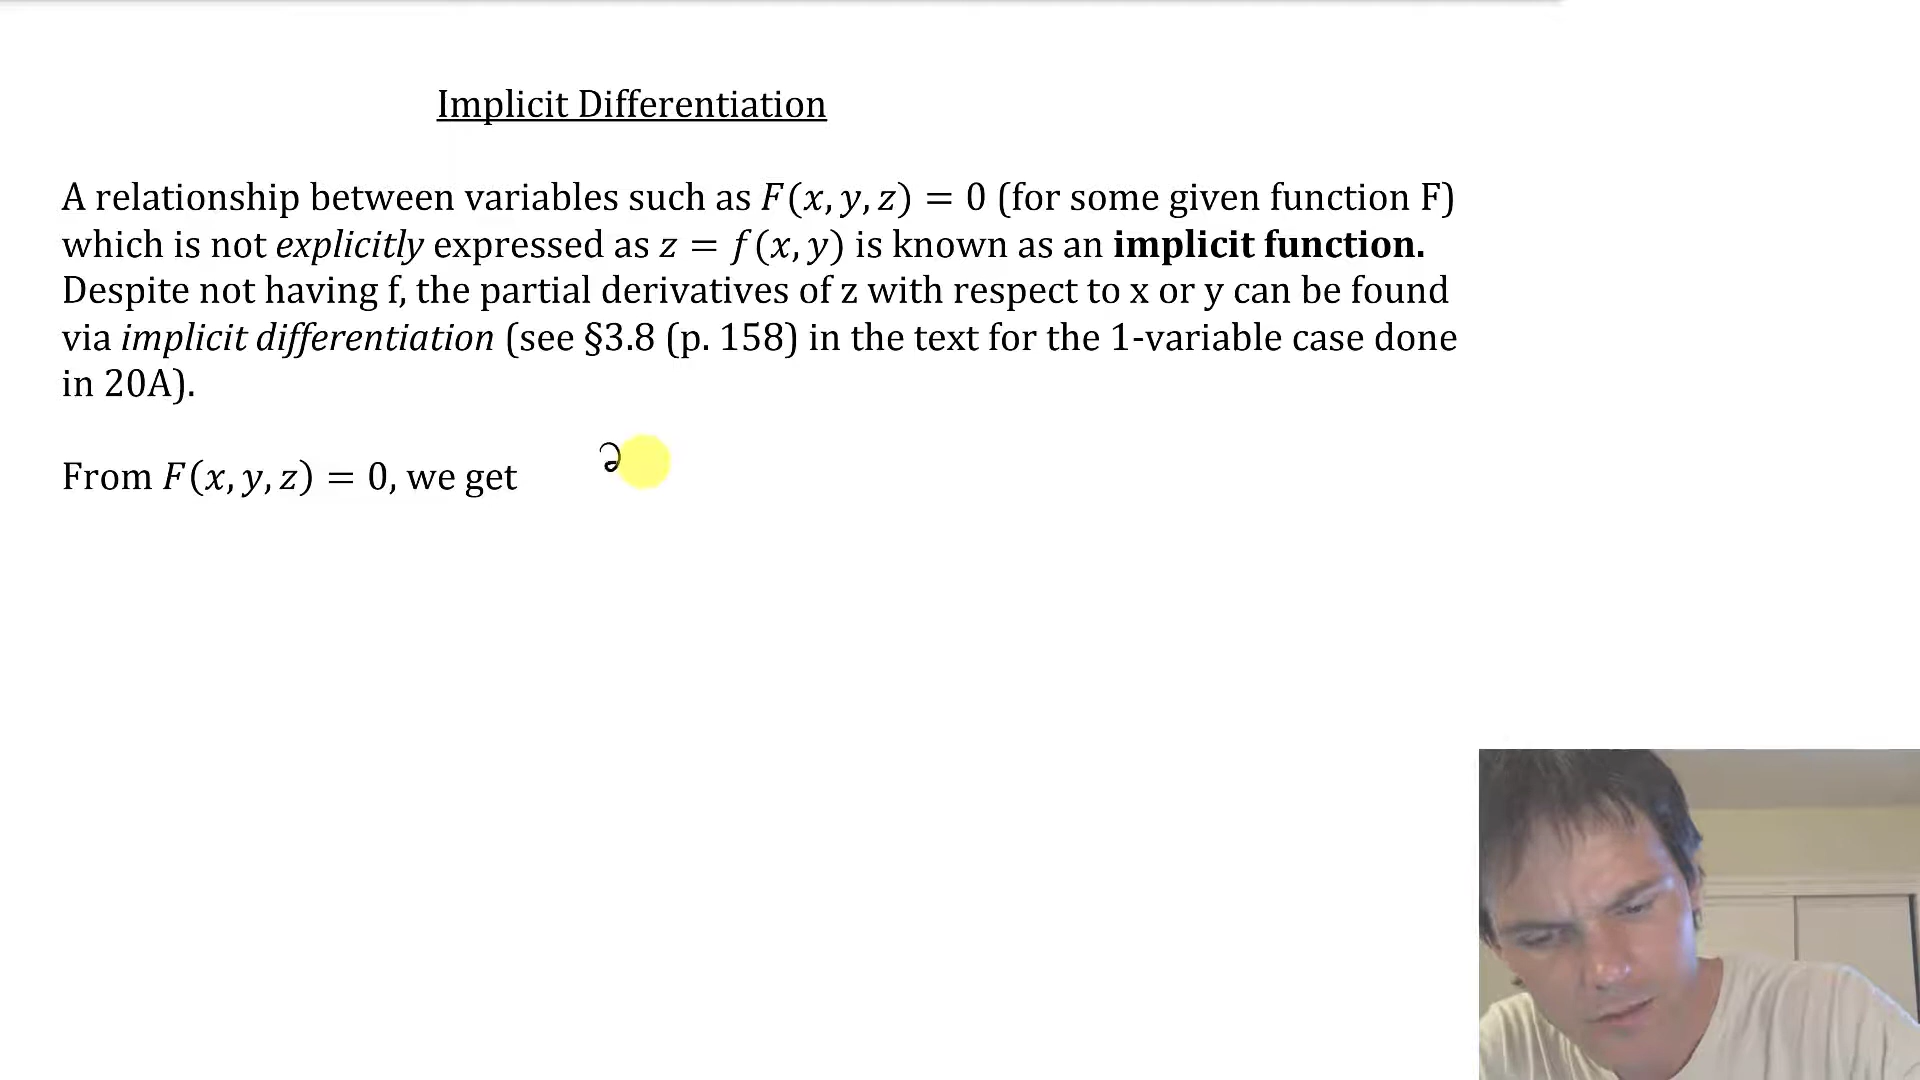 Implicit Differentiation
A relationship between variables such as F(x, y, z) = 0 (for some given function F)
which is not explicitly expressed as z = f(x, y) is known as an implicit function.
Despite not having f, the partial derivatives of z with respect to x or y can be found
via implicit differentiation (see §3.8 (p. 158) in the text for the 1-variable case done
in 20A).
From F(x, y, z) = 0, we get ∂